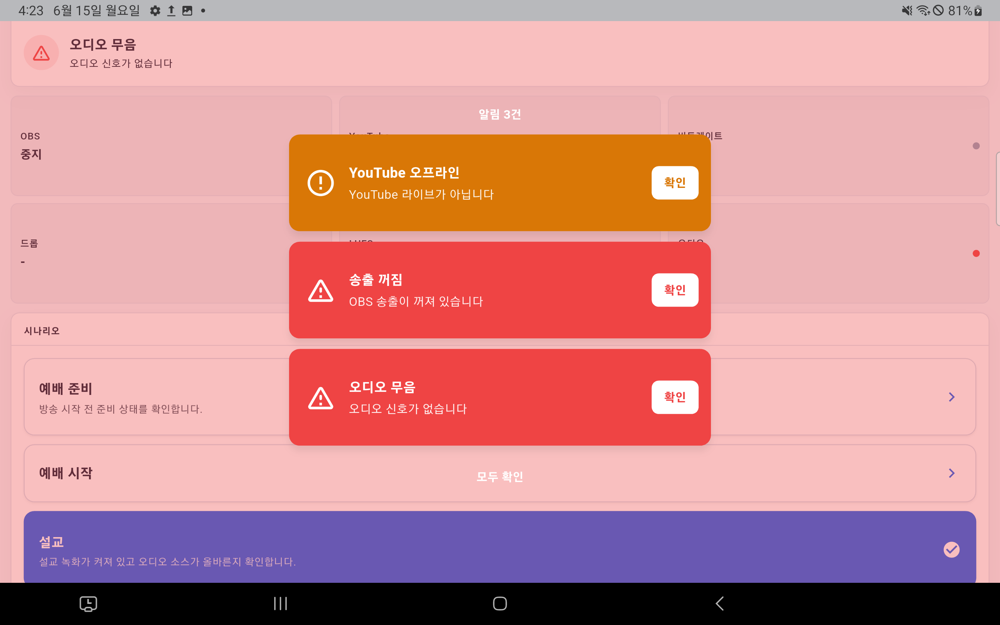 4:23 6월 15일 월요일
81%
오디오 무음
오디오 신호가 없습니다
OBS
중지
알림 3건
YouTube 오프라인
YouTube 라이브가 아닙니다
확인
드롭
-
송출 꺼짐
OBS 송출이 꺼져 있습니다
확인
시나리오
오디오 무음
오디오 신호가 없습니다
확인
예배 준비
방송 시작 전 준비 상태를 확인합니다.
예배 시작
모두 확인
설교
설교 녹화가 켜져 있고 오디오 소스가 올바른지 확인합니다.